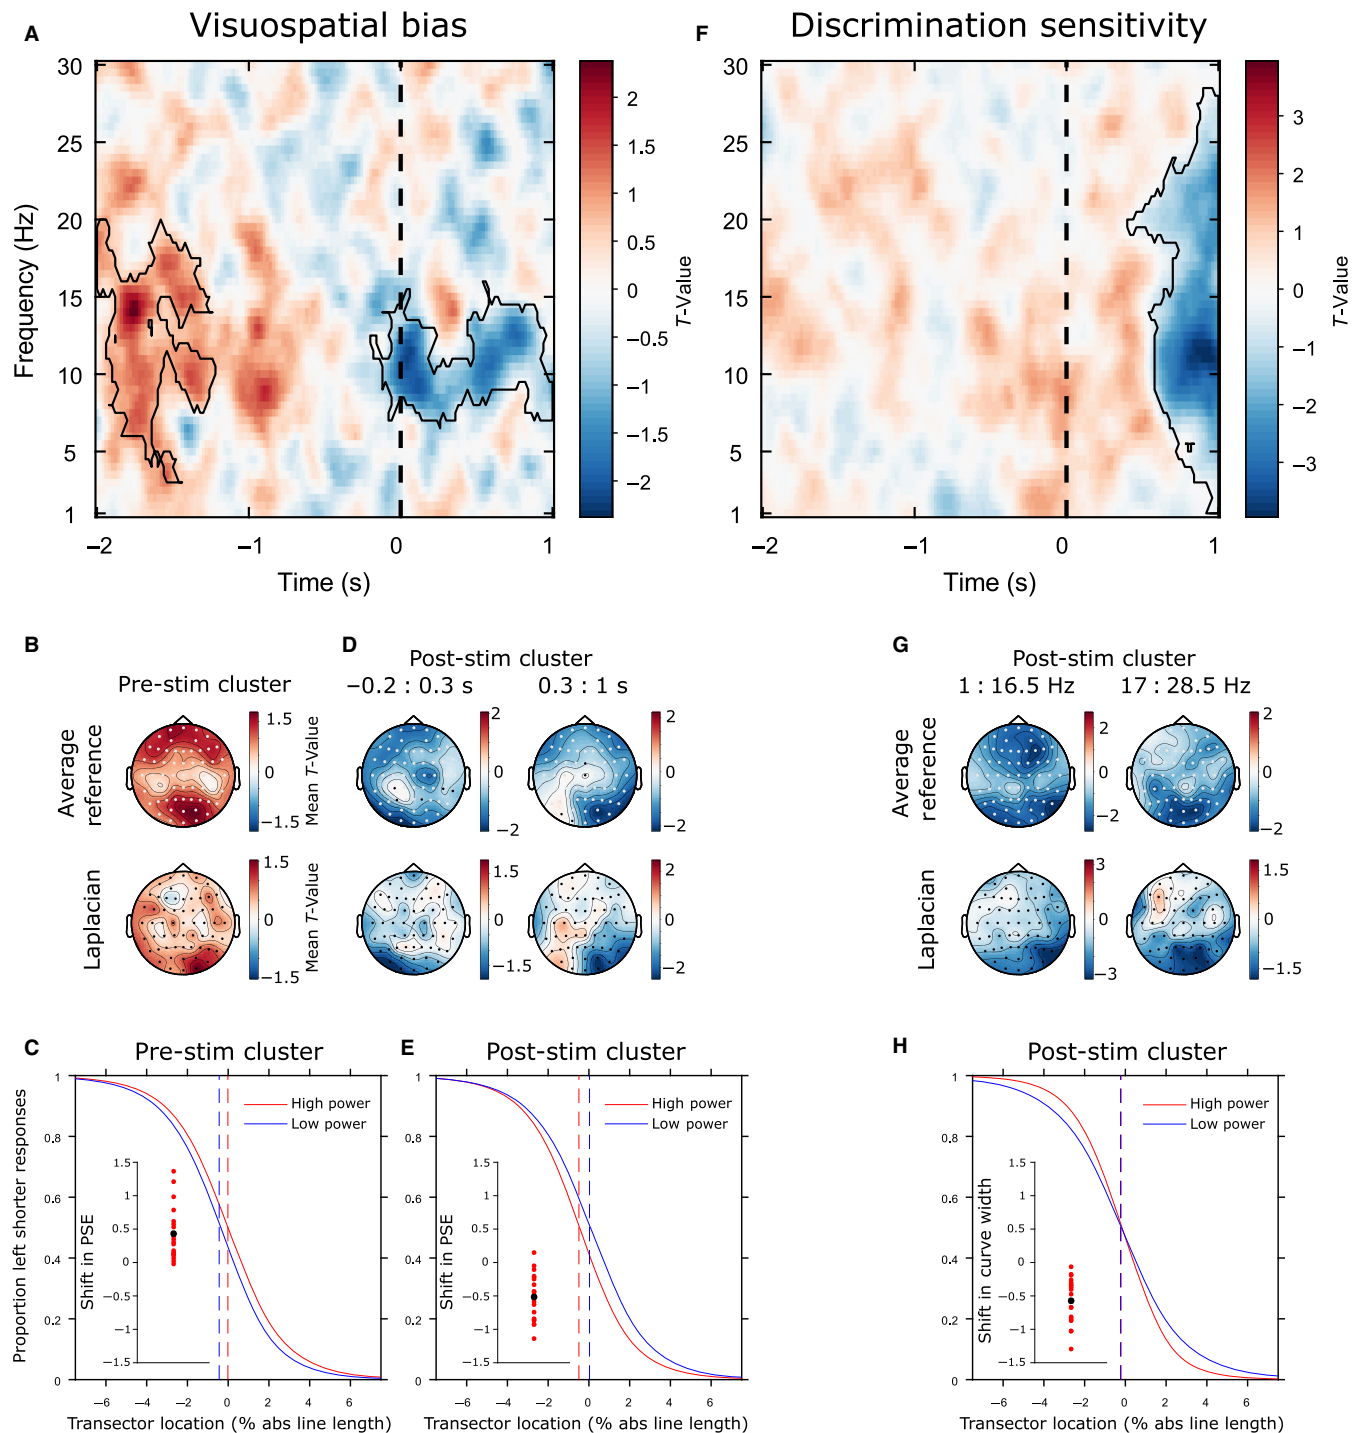 A
Visuospatial bias
30
25
20
15
10
5
1
Frequency (Hz)
−2
−1
0
1
Time (s)
2
1.5
1
0.5
0
−0.5
−1
−1.5
−2
T-Value
F
Discrimination sensitivity
30
25
20
15
10
5
1
−2
−1
0
1
Time (s)
3
2
1
0
−1
−2
−3
T-Value
B
Pre-stim cluster
Average reference
1.5
0
−1.5
Mean T-Value
Laplacian
1.5
0
−1.5
Mean T-Value
D
Post-stim cluster
−0.2 : 0.3 s
0.3 : 1 s
2
0
−2
2
0
−2
1.5
0
−1.5
2
0
−2
G
Post-stim cluster
1 : 16.5 Hz
17 : 28.5 Hz
Average reference
2
0
−2
2
0
−2
Laplacian
3
0
−3
1.5
0
−1.5
C
Pre-stim cluster
Proportion left shorter responses
1
0.8
0.6
0.4
0.2
0
High power
Low power
Shift in PSE
1.5
1
0.5
0
−0.5
−1
−1.5
−6
−4
−2
0
2
4
6
Transector location (% abs line length)
E
Post-stim cluster
1
0.8
0.6
0.4
0.2
0
High power
Low power
Shift in PSE
1.5
1
0.5
0
−0.5
−1
−1.5
−6
−4
−2
0
2
4
6
Transector location (% abs line length)
H
Post-stim cluster
1
0.8
0.6
0.4
0.2
0
High power
Low power
Shift in curve width
1.5
1
0.5
0
−0.5
−1
−1.5
−6
−4
−2
0
2
4
6
Transector location (% abs line length)